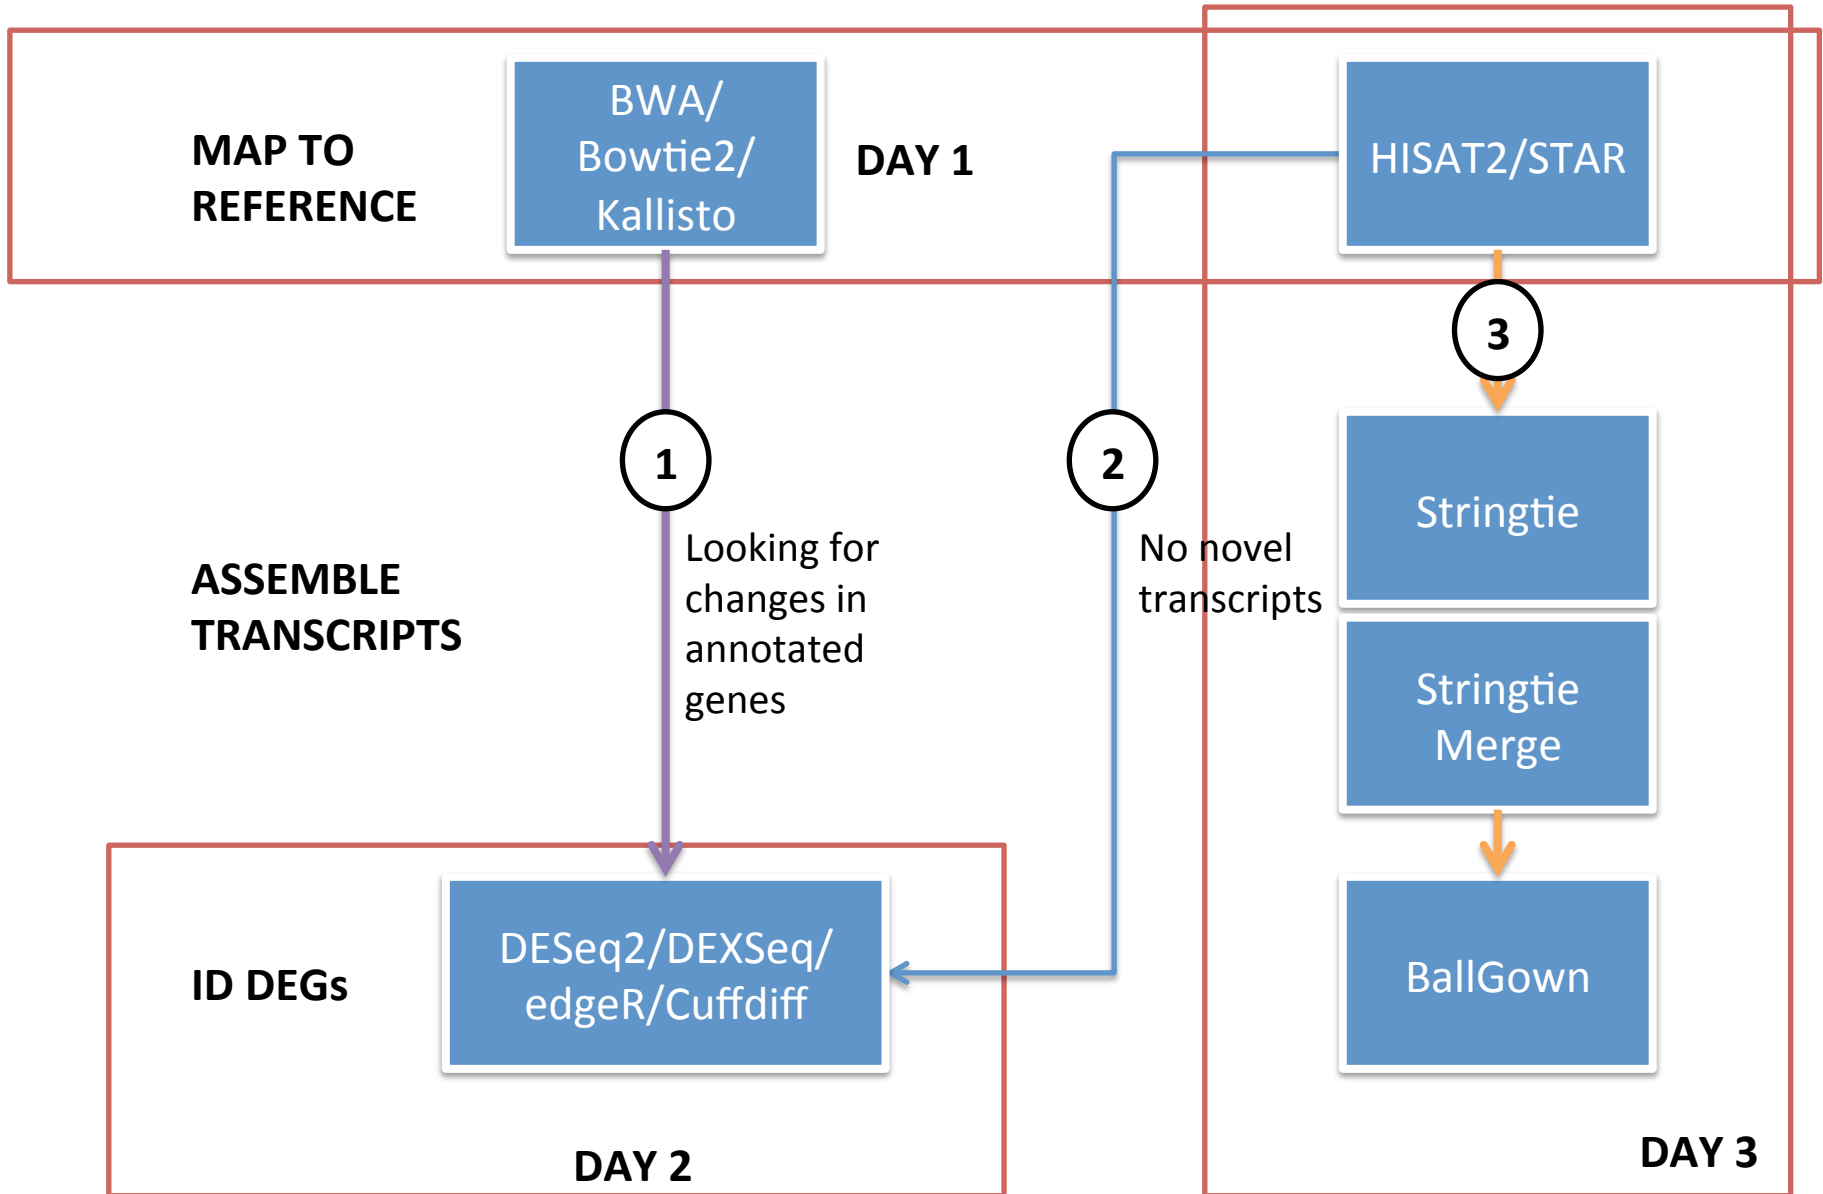 MAP TO
REFERENCE
BWA/
Bowtie2/
Kallisto
DAY 1
HISAT2/STAR
3
1
2
Looking for
changes in
annotated
genes
No novel
transcripts
ASSEMBLE
TRANSCRIPTS
Stringtie
Stringtie
Merge
ID DEGs
DESeq2/DEXSeq/
edgeR/Cuffdiff
BallGown
DAY 2
DAY 3